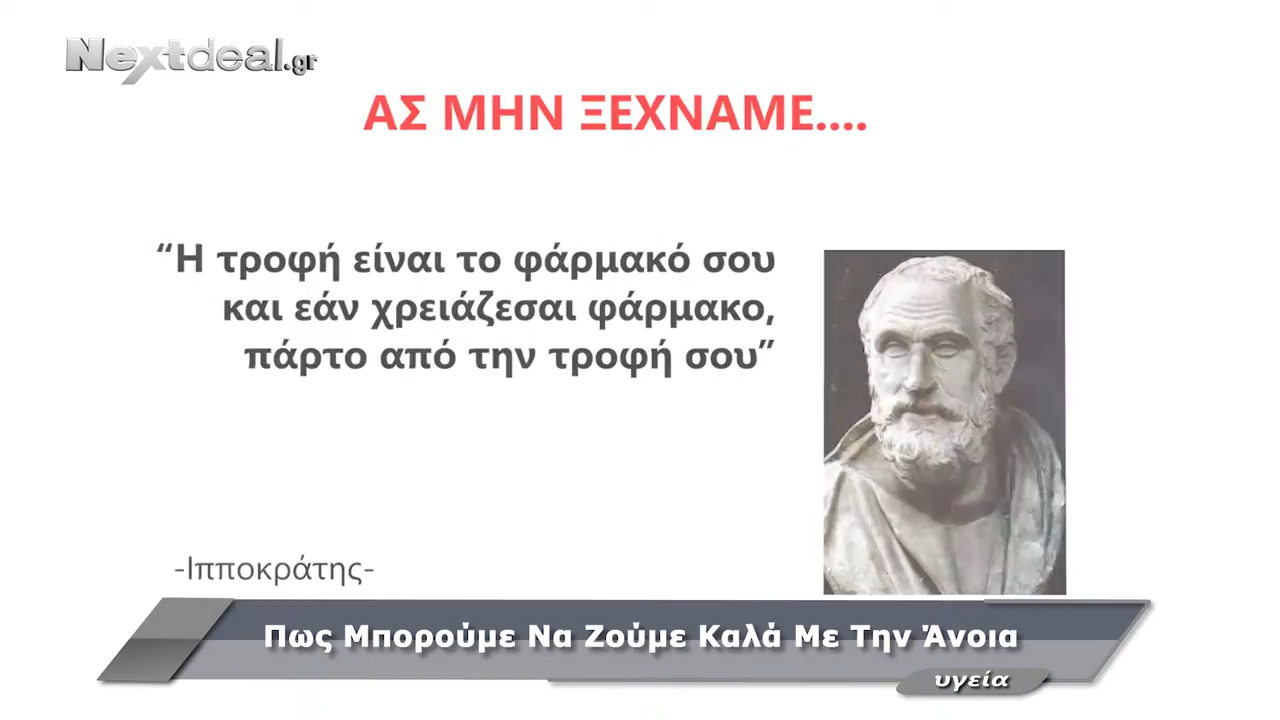 Nextdeal.gr
ΑΣ ΜΗΝ ΞΕΧΝΑΜΕ....
“Η τροφή είναι το φάρμακό σου
και εάν χρειάζεσαι φάρμακο,
πάρτο από την τροφή σου”
-Ιπποκράτης-
Πως Μπορούμε Να Ζούμε Καλά Με Την Άνοια
υγεία